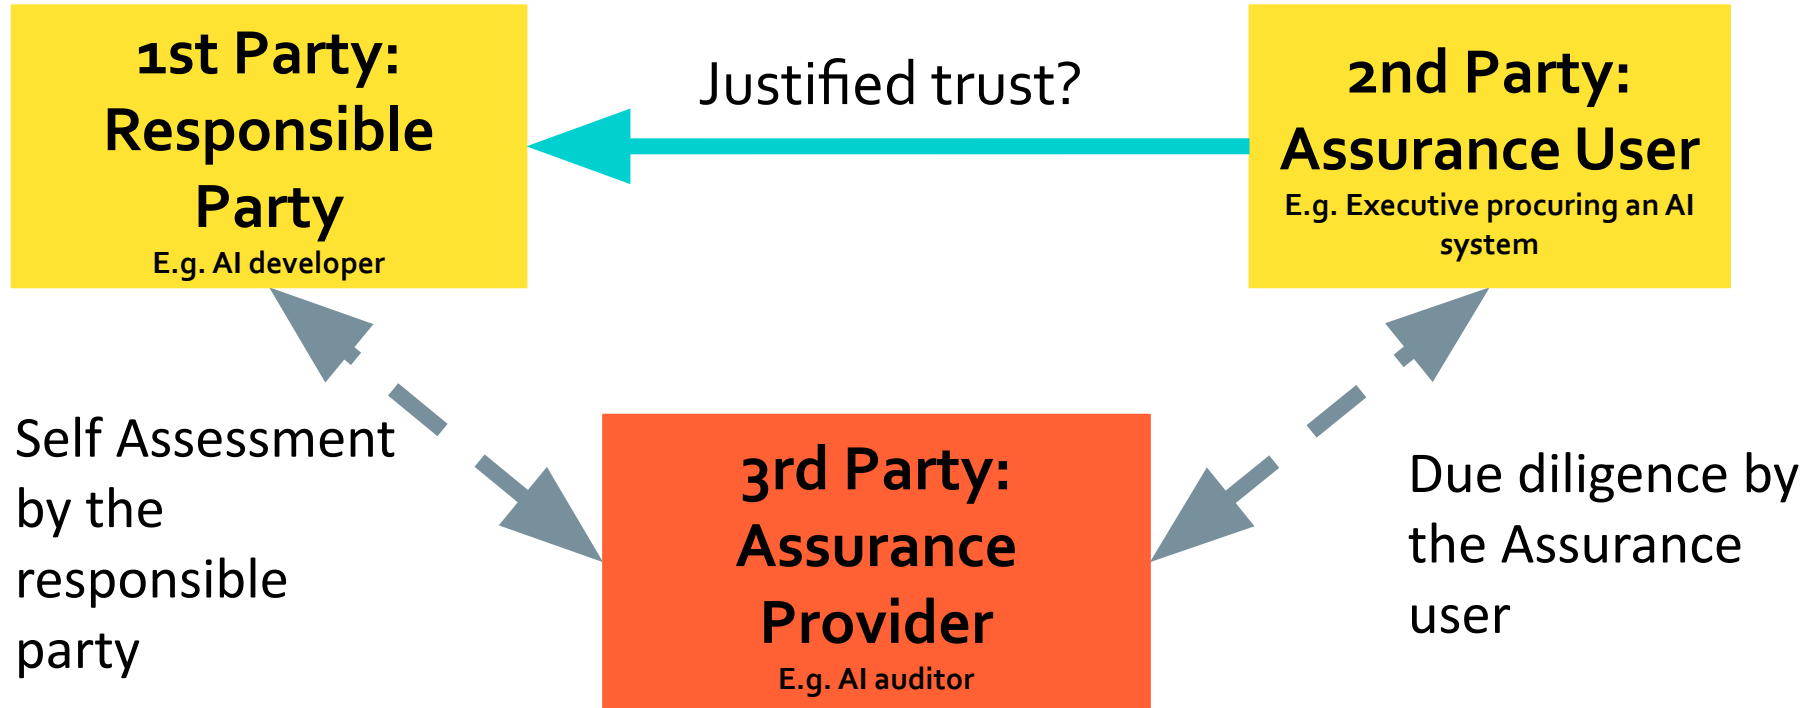 1st Party:
Responsible
Party
E.g. AI developer
Justified trust?
2nd Party:
Assurance User
E.g. Executive procuring an AI
system
Self Assessment
by the
responsible
party
3rd Party:
Assurance
Provider
E.g. AI auditor
Due diligence by
the Assurance
user